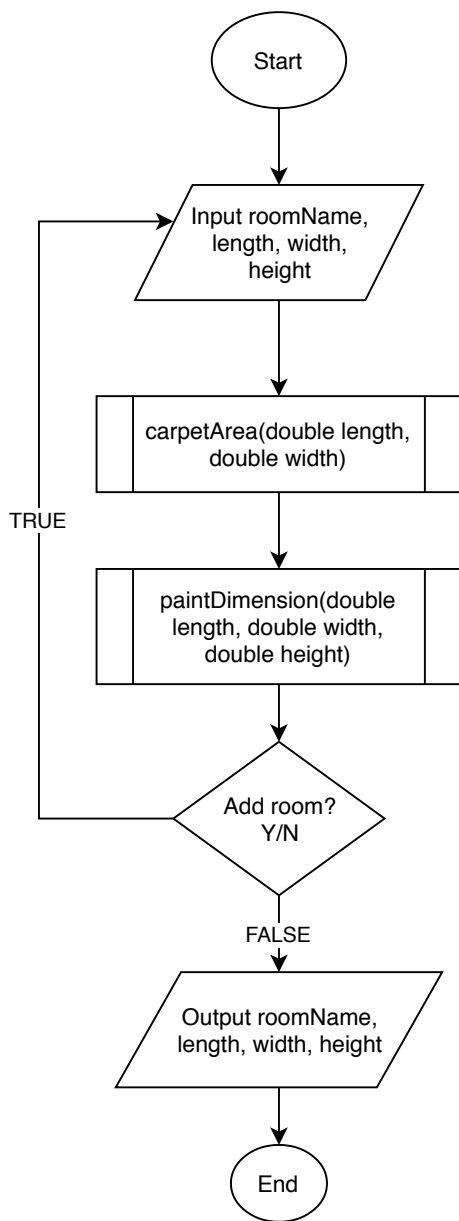 Start
Input roomName,
length, width,
height
carpetArea(double length,
double width)
TRUE
paintDimension(double
length, double width,
double height)
Add room?
Y/N
FALSE
Output roomName,
length, width, height
End